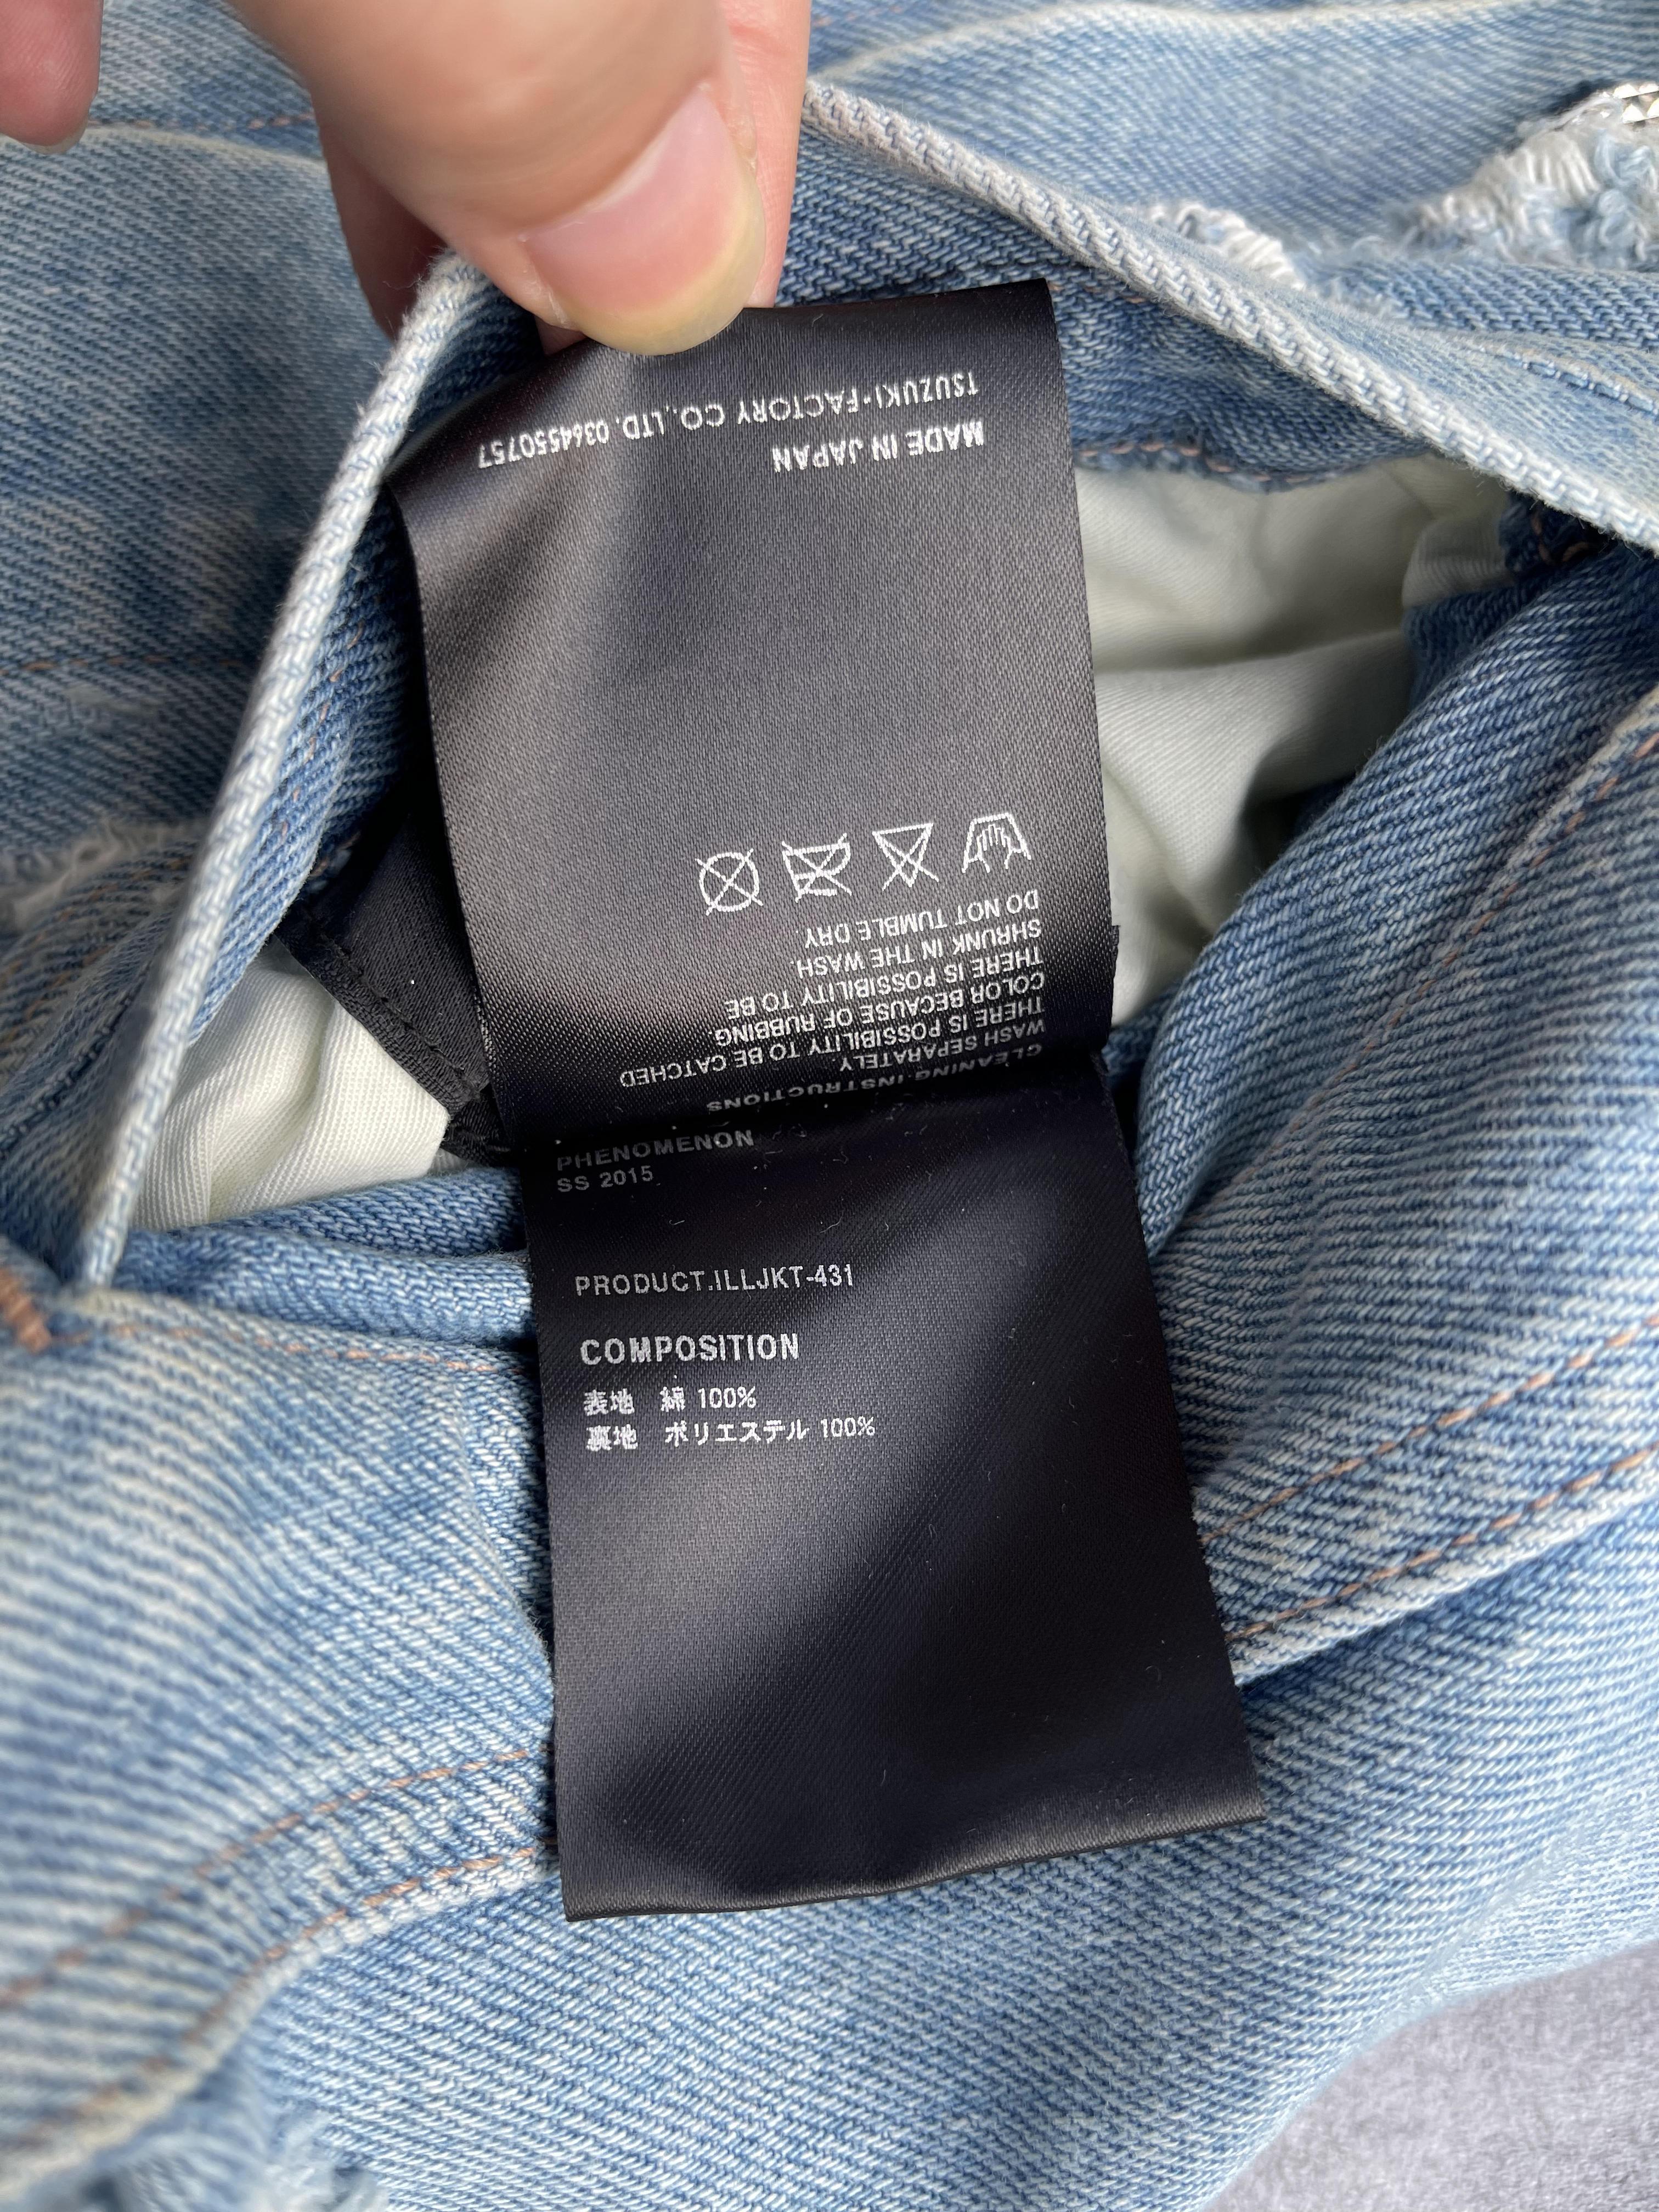 PHENOMENON
SS 2015
PRODUCT.ILLJKT-431
COMPOSITION
表地 綿 100%
裏地 ポリエステル 100%
CLEANING.INSTRUCTIONS
WASH SEPARATELY
THERE IS POSSIBILITY TO BE CATCHED
COLOR BECAUSE OF RUBBING.
THERE IS POSSIBILITY TO BE
SHRUNK IN THE WASH.
DO NOT TUMBLE DRY
MADE IN JAPAN
TSUZUKI・FACTORY CO.,LTD. 0364550757